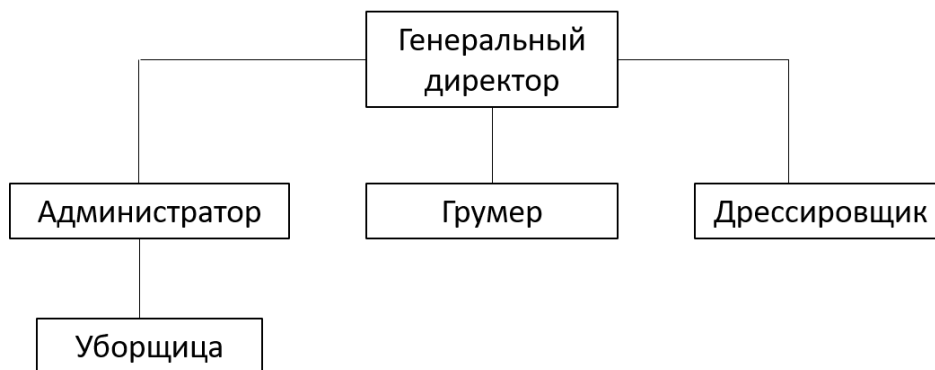 Генеральный
директор
Администратор
Грумер
Дрессировщик
Уборщица